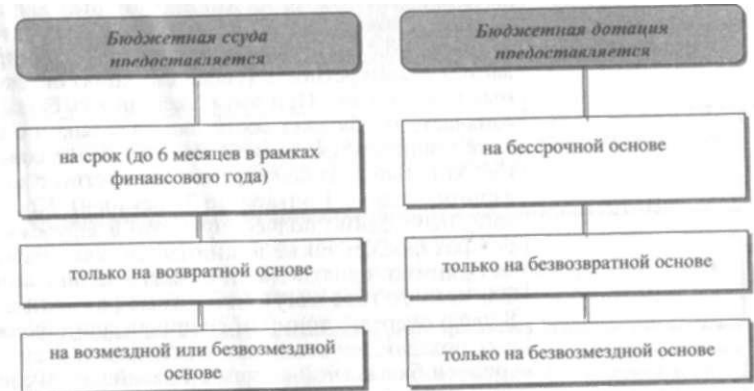 Бюджетная ссуда
предоставляется
на срок (до 6 месяцев в рамках
финансового года)
только на возвратной основе
на возмездной или безвозмездной
основе
Бюджетная дотация
предоставляется
на бессрочной основе
только на безвозвратной основе
только на безвозмездной основе